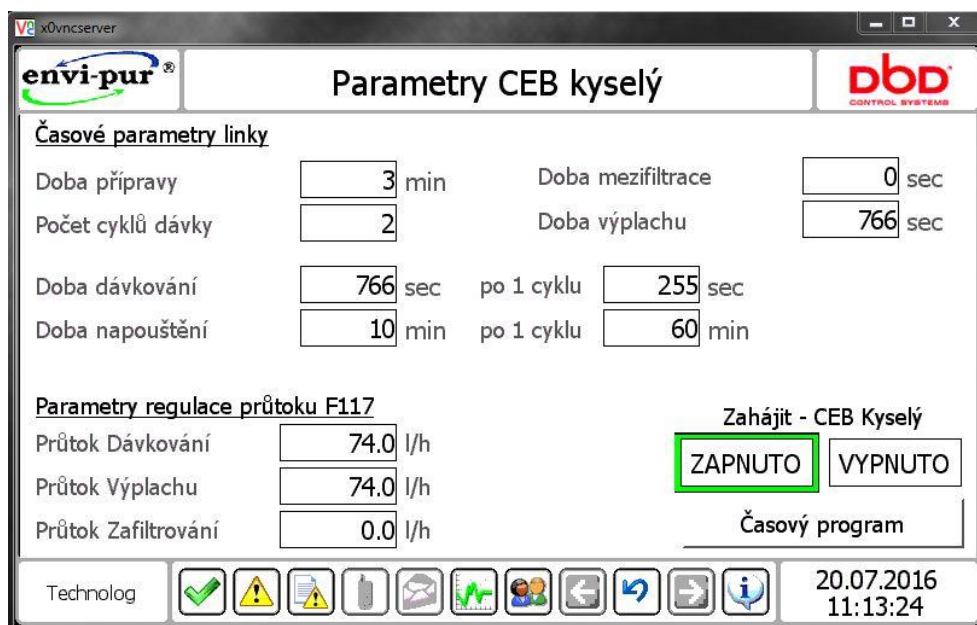 x0vncserver
envi-pur ®
Parametry CEB kyselý
DbD
CONTROL SYSTEMS
Časové parametry linky
Doba přípravy 3 min
Doba mezifiltrace 0 sec
Počet cyklů dávky 2
Doba výplachu 766 sec
Doba dávkování 766 sec po 1 cyklu 255 sec
Doba napouštění 10 min po 1 cyklu 60 min
Parametry regulace průtoku F117
Průtok Dávkování 74.0 l/h
Průtok Výplachu 74.0 l/h
Průtok Zafiltrování 0.0 l/h
Zahájit - CEB Kyselý
ZAPNUTO VYPNUTO
Časový program
Technolog
20.07.2016
11:13:24